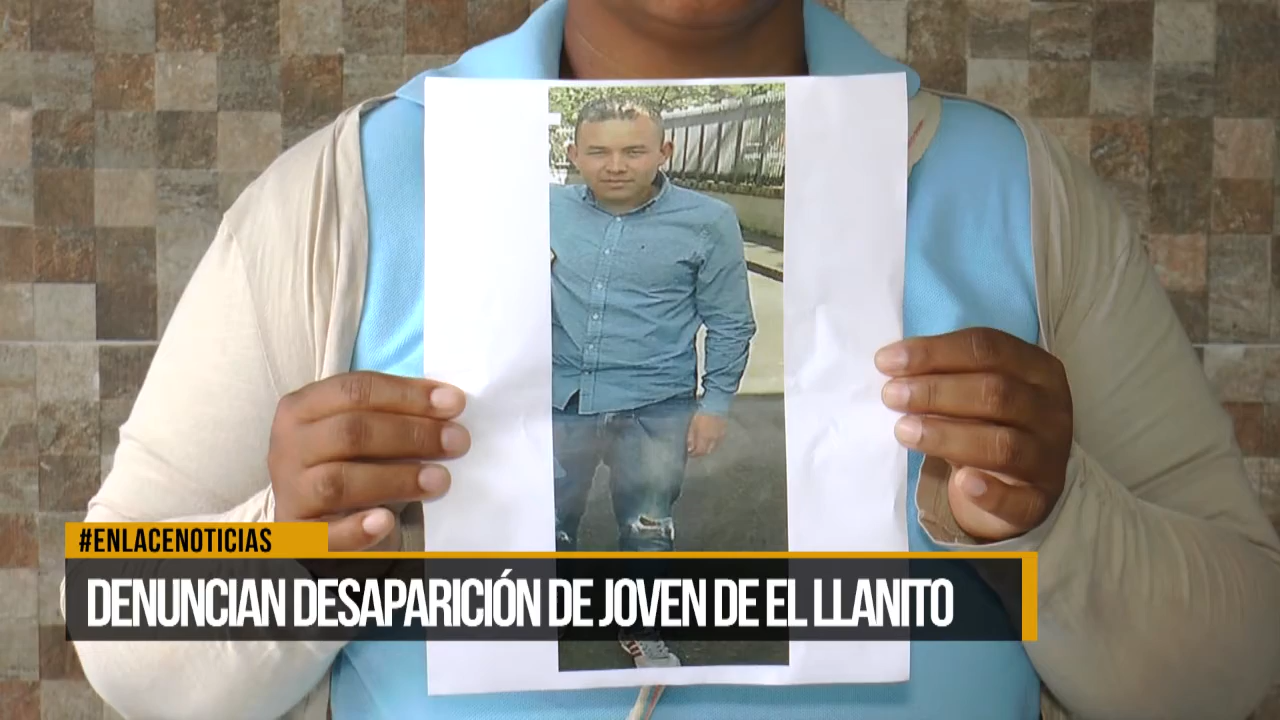 #ENLACENOTICIAS
DENUNCIAN DESAPARICIÓN DE JOVEN DE EL LLANITO